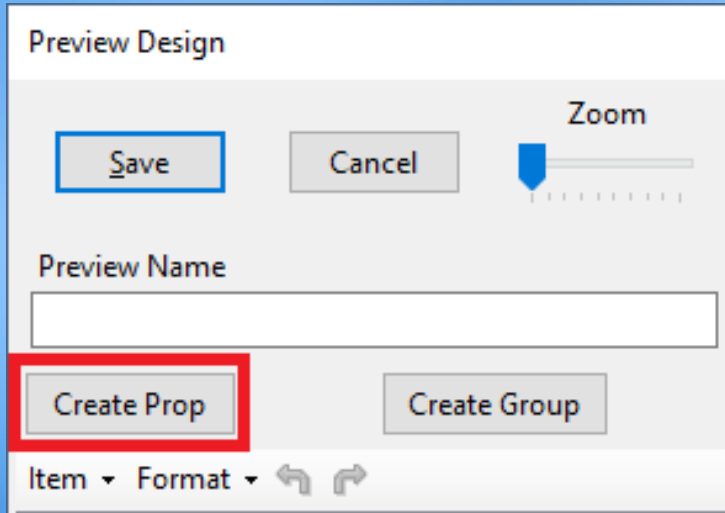 Preview Design
Zoom
Save Cancel
Preview Name
Create Prop Create Group
Item Format